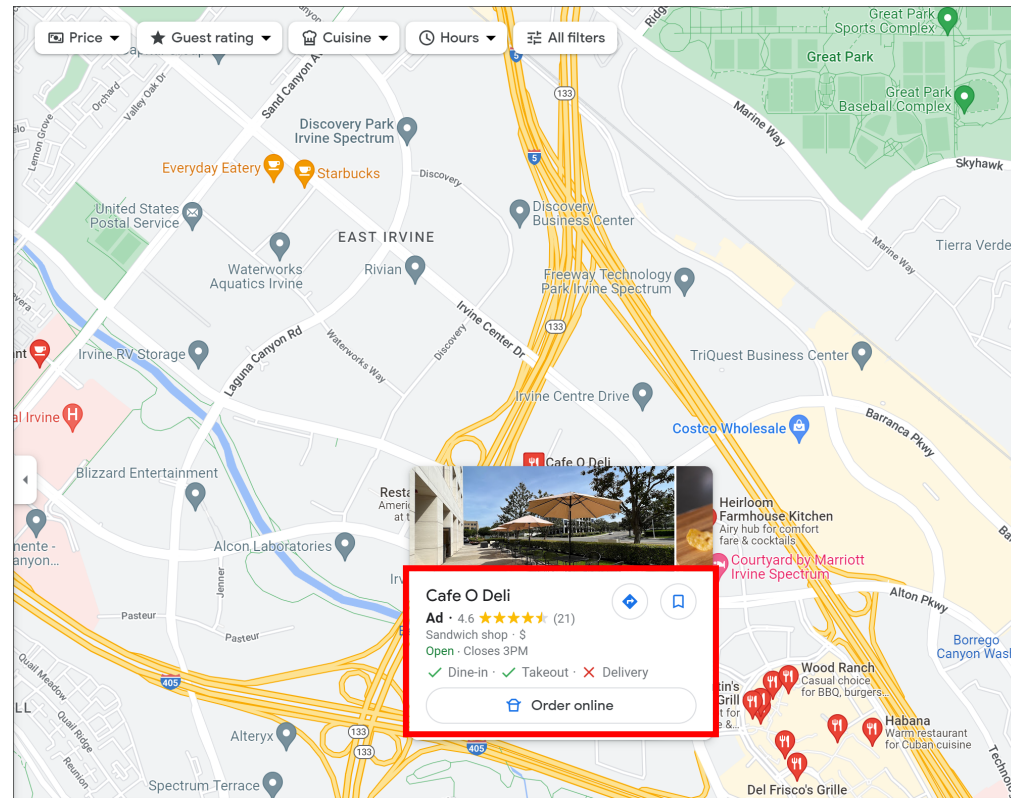 Price
Guest rating
Cuisine
Hours
All filters
Great Park
Sports Complex
Great Park
Great Park
Baseball Complex
133
5
Sand Canyon
Orchard
Valley Oak Dr
Lemon Grove
Discovery Park
Irvine Spectrum
Marine Way
Skyhawk
5
Everyday Eatery
Starbucks
Discovery
United States
Postal Service
Discovery
Business Center
EAST IRVINE
Marine Way
Tierra Verde
Waterworks
Aquatics Irvine
Rivian
Freeway Technology
Park Irvine Spectrum
Irvine Center Dr
133
Discovery
Waterworks Way
Laguna Canyon Rd
Irvine RV Storage
TriQuest Business Center
Irvine Centre Drive
al Irvine
H
Costco Wholesale
Barranca Pkwy
Cafe O Deli
Blizzard Entertainment
Heirloom
Farmhouse Kitchen
Airy hub for comfort
fare & cocktails
Alcon Laboratories
Courtyard by Marriott
Irvine Spectrum
Jenner
Alton Pkwy
Cafe O Deli
Ad · 4.6 (21)
Sandwich shop · $
Open · Closes 3PM
Dine-in · Takeout · Delivery
Order online
Pasteur
Pasteur
Borrego
Canyon Wash
Quail Meadow
Quail Ridge
Reunion
405
LL
Wood Ranch
Casual choice
for BBQ, burgers...
133
133
405
Alteryx
Habana
Warm restaurant
for Cuban cuisine
Spectrum Terrace
Del Frisco's Grille